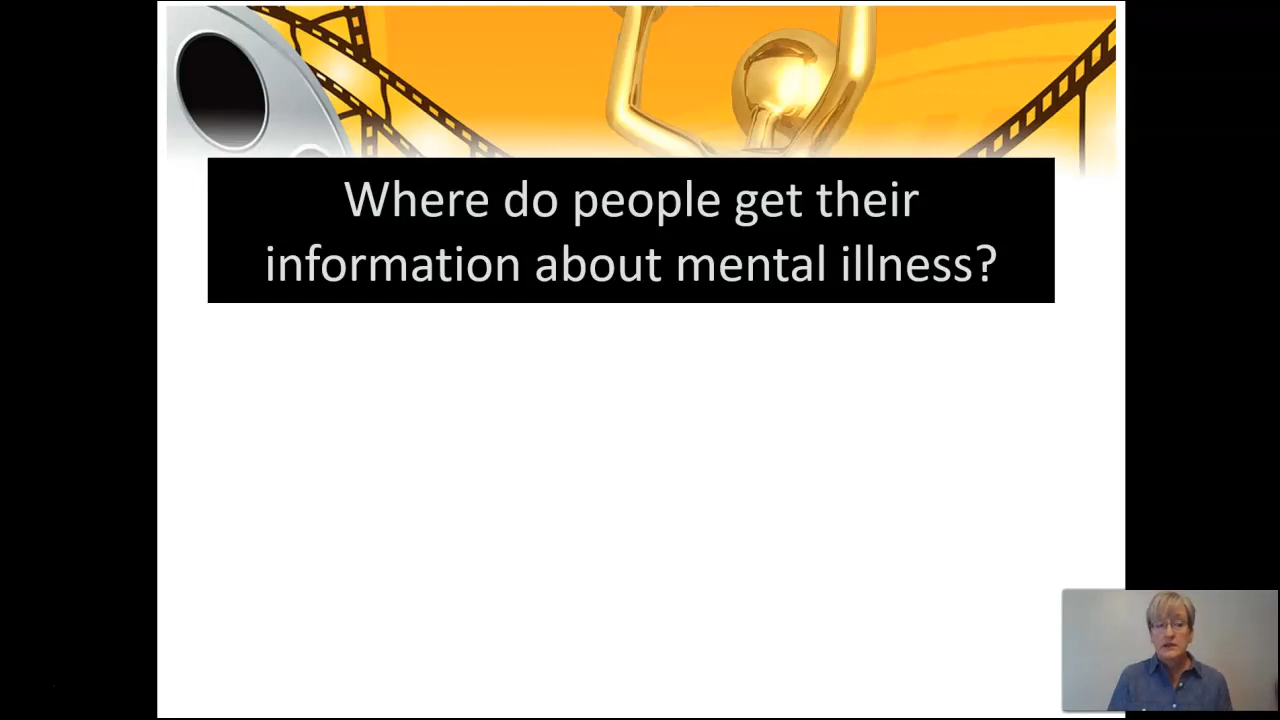 Where do people get their
information about mental illness?